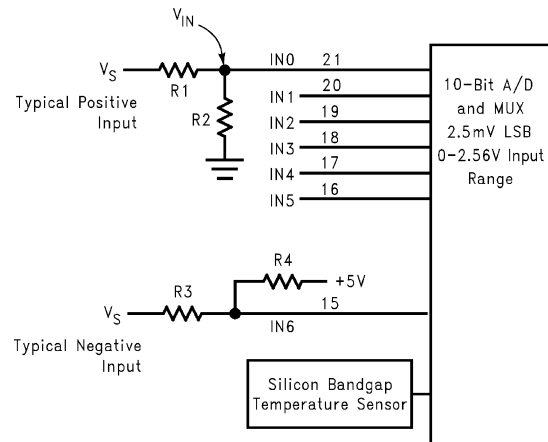 VIN
VS
R1
IN0 21
Typical Positive
Input
R2
IN1 20
IN2 19
IN3 18
IN4 17
IN5 16
10-Bit A/D
and MUX
2.5mV LSB
0-2.56V Input
Range
R4
+5V
VS
R3
15
IN6
Typical Negative
Input
Silicon Bandgap
Temperature Sensor